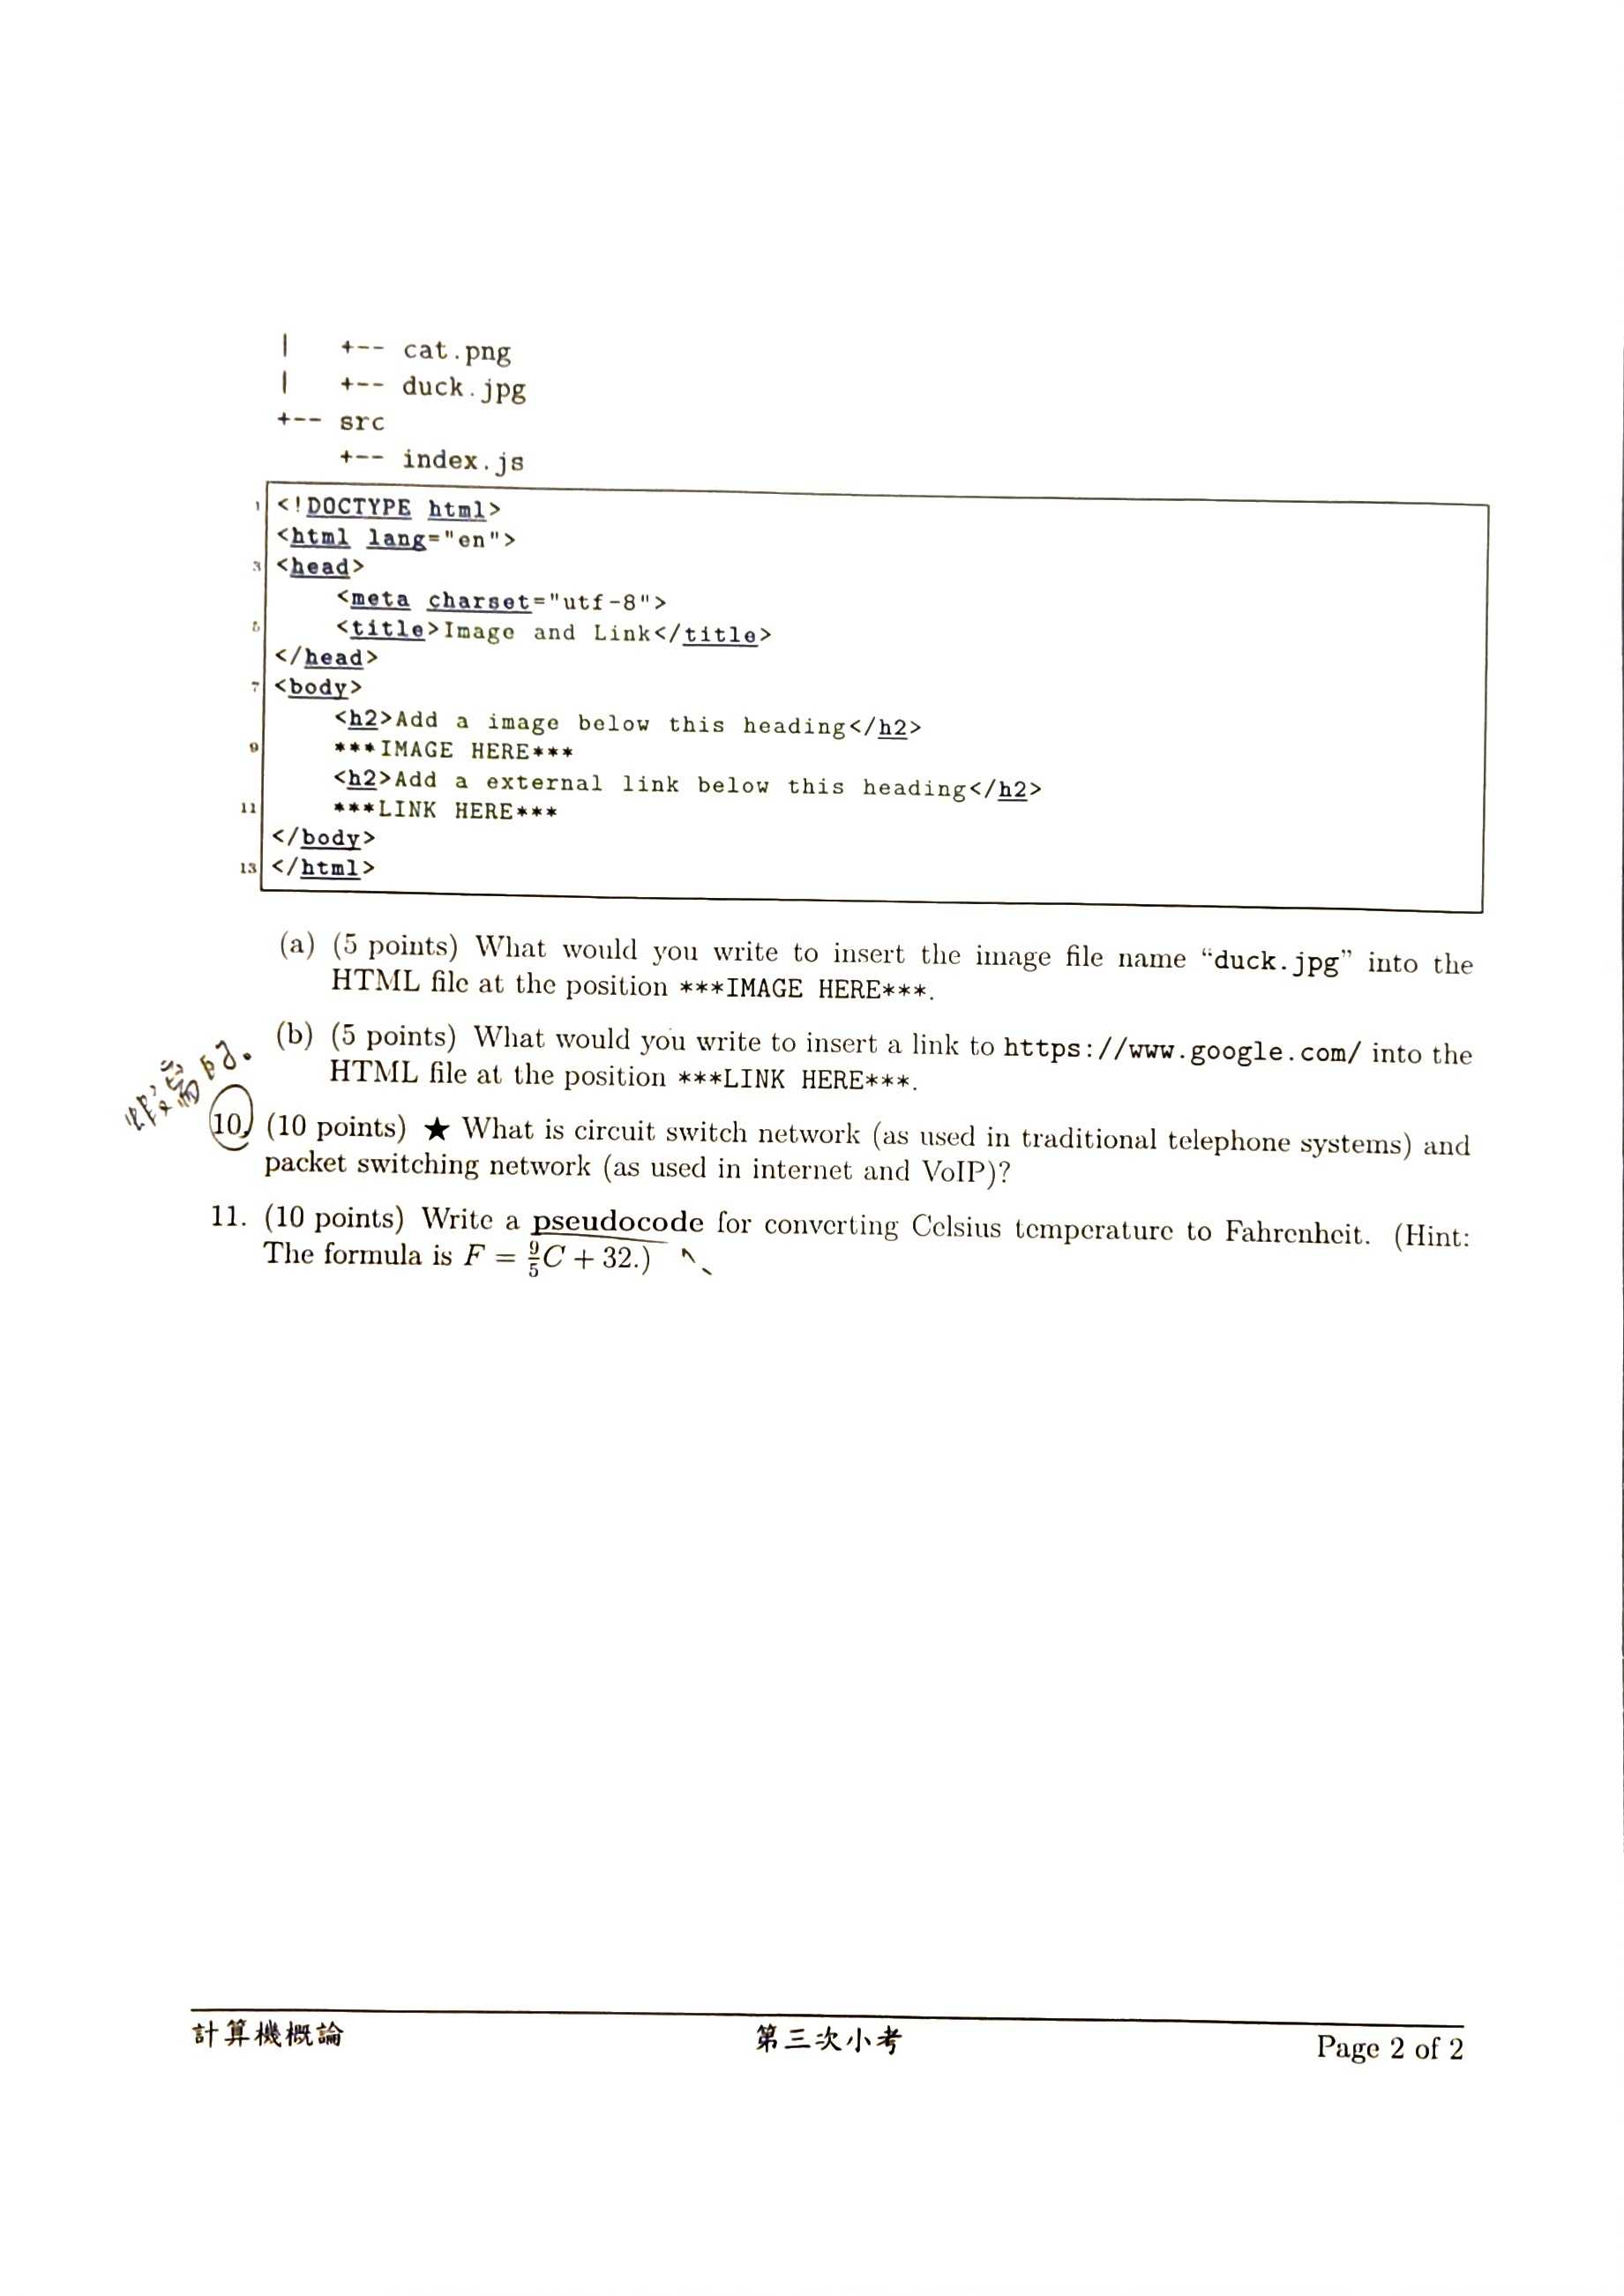 |   +-- cat.png
|   +-- duck.jpg
+-- src
    +-- index.js
1 <!DOCTYPE html>
<html lang="en">
3 <head>
    <meta charset="utf-8">
5     <title>Image and Link</title>
</head>
7 <body>
    <h2>Add a image below this heading</h2>
9     ***IMAGE HERE***
    <h2>Add a external link below this heading</h2>
11     ***LINK HERE***
</body>
13 </html>
(a) (5 points) What would you write to insert the image file name “duck.jpg” into the
HTML file at the position ***IMAGE HERE***.
(b) (5 points) What would you write to insert a link to https://www.google.com/ into the
HTML file at the position ***LINK HERE***.
10. (10 points) ★ What is circuit switch network (as used in traditional telephone systems) and
packet switching network (as used in internet and VoIP)?
11. (10 points) Write a pseudocode for converting Celsius temperature to Fahrenheit. (Hint:
The formula is F = 9/5 C + 32.)
計算機概論 第三次小考 Page 2 of 2